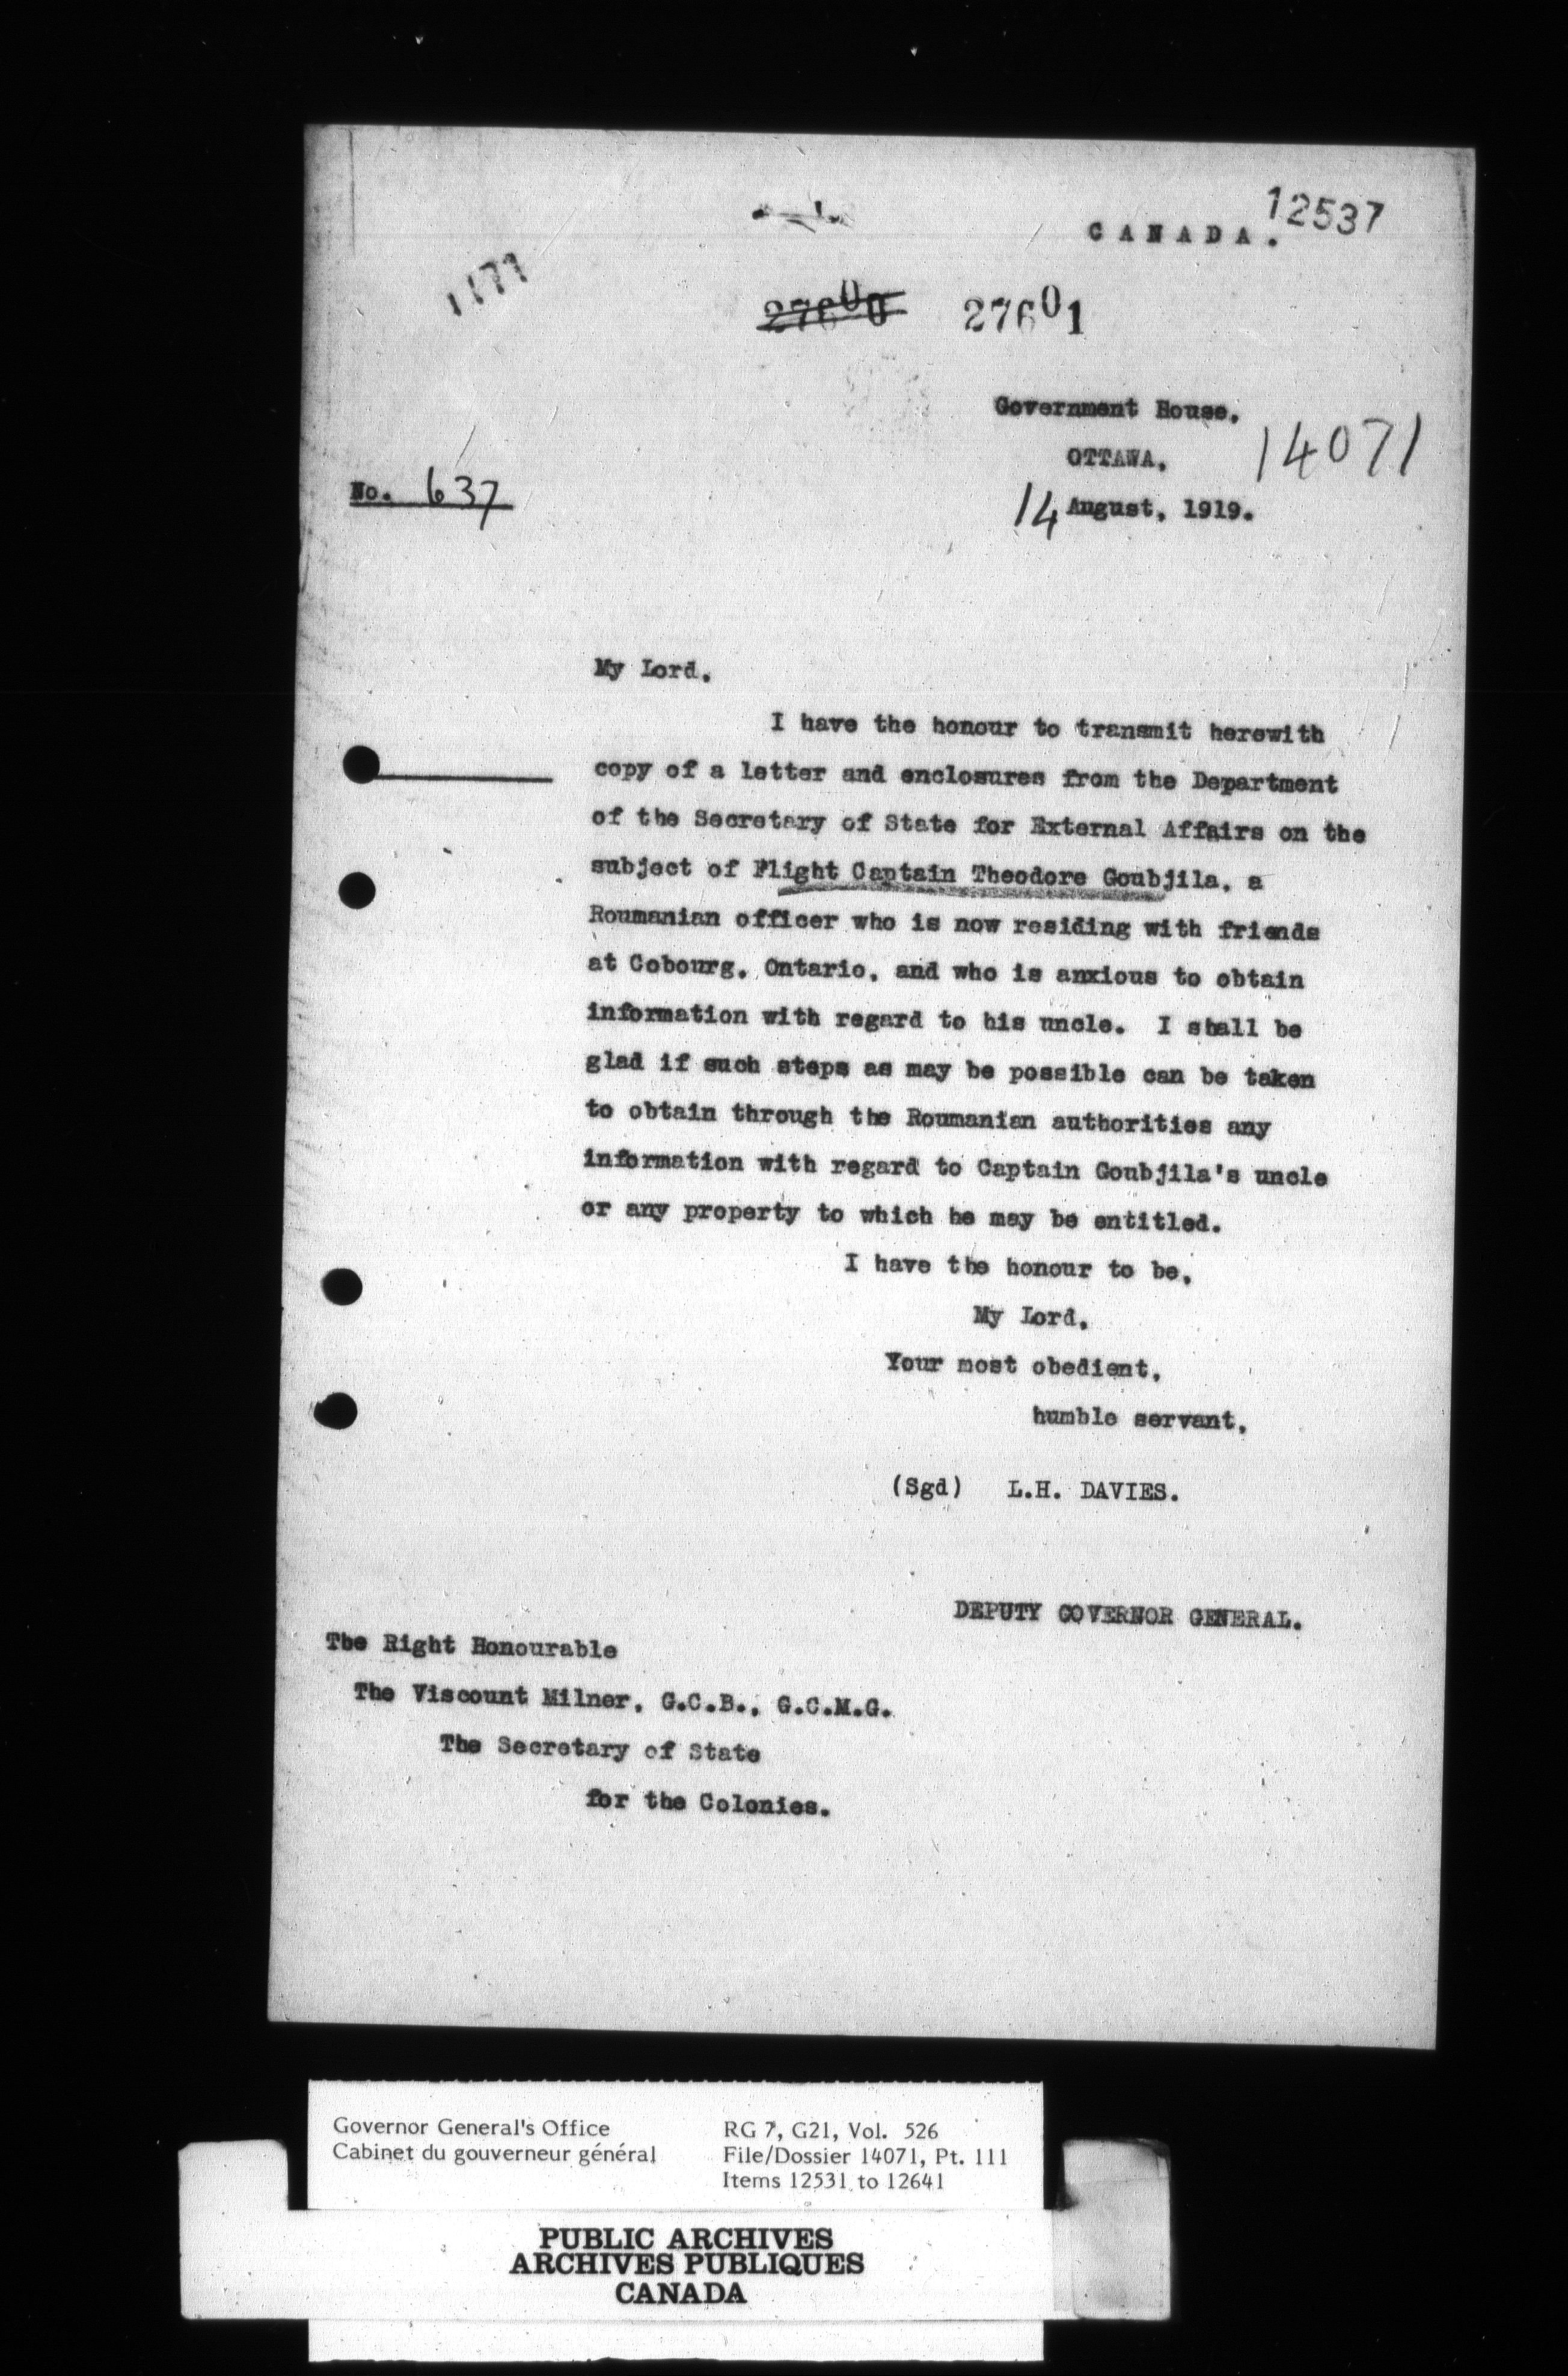 12537
CANADA.
27600 27601
Government House.
14071
OTTAWA.
No. 637
14 August, 1919.
My Lord,
I have the honour to transmit herewith
copy of a letter and enclosures from the Department
of the Secretary of State for External Affairs on the
subject of Flight Captain Theodore Goubjila, a
Roumanian officer who is now residing with friends
at Cobourg, Ontario, and who is anxious to obtain
information with regard to his uncle. I shall be
glad if such steps as may be possible can be taken
to obtain through the Roumanian authorities any
information with regard to Captain Goubjila's uncle
or any property to which he may be entitled.
I have the honour to be,
My Lord,
Your most obedient,
humble servant,
(Sgd) L.H. DAVIES.
DEPUTY GOVERNOR GENERAL.
The Right Honourable
The Viscount Milner, G.C.B., G.C.M.G.
The Secretary of State
for the Colonies.
Governor General's Office
Cabinet du gouverneur général
RG 7, G21, Vol. 526
File/Dossier 14071, Pt. 111
Items 12531 to 12641
PUBLIC ARCHIVES
ARCHIVES PUBLIQUES
CANADA